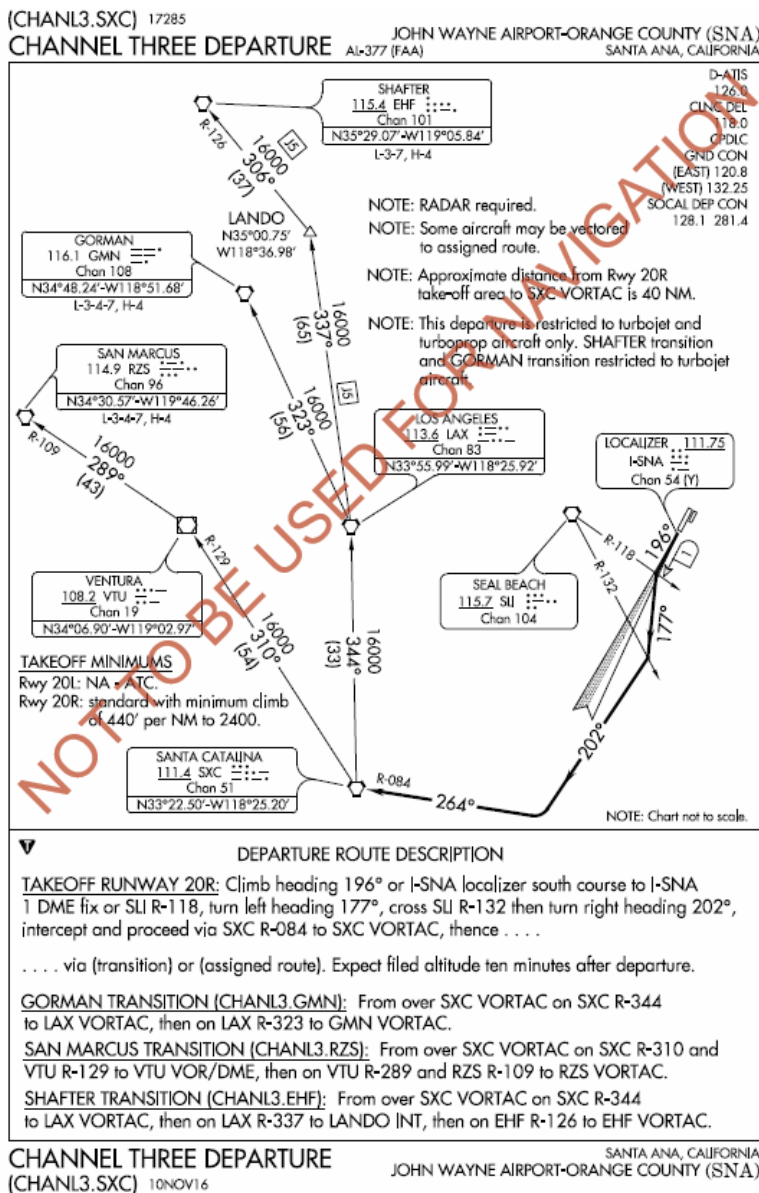 (CHANL3.SXC) 17285
CHANNEL THREE DEPARTURE AL-377 (FAA)
JOHN WAYNE AIRPORT-ORANGE COUNTY (SNA)
SANTA ANA, CALIFORNIA
D-ATIS
126.0
CLNC DEL
118.0
CPDLC
GND CON
(EAST) 120.8
(WEST) 132.25
SOCAL DEP CON
128.1 281.4
SHAFTER
115.4 EHF
Chan 101
N35°29.07'-W119°05.84'
L-3-7, H-4
R-126
J5
16000
306°
(37)
LANDO
N35°00.75'
W118°36.98'
NOTE: RADAR required.
NOTE: Some aircraft may be vectored
to assigned route.
NOTE: Approximate distance from Rwy 20R
take-off area to SXC VORTAC is 40 NM.
NOTE: This departure is restricted to turbojet and
turboprop aircraft only. SHAFTER transition
and GORMAN transition restricted to turbojet
aircraft.
GORMAN
116.1 GMN
Chan 108
N34°48.24'-W118°51.68'
L-3-4-7, H-4
16000
337°
(65)
J5
16000
323°
(56)
SAN MARCUS
114.9 RZS
Chan 96
N34°30.57'-W119°46.26'
L-3-4-7, H-4
R-109
16000
289°
(43)
LOS ANGELES
113.6 LAX
Chan 83
N33°55.99'-W118°25.92'
LOCALIZER 111.75
I-SNA
Chan 54 (Y)
196°
1
R-118
R-132
177°
SEAL BEACH
115.7 SLI
Chan 104
VENTURA
108.2 VTU
Chan 19
N34°06.90'-W119°02.97'
R-129
16000
310°
(54)
16000
344°
(33)
TAKEOFF MINIMUMS
Rwy 20L: NA - ATC.
Rwy 20R: standard with minimum climb
of 440' per NM to 2400.
SANTA CATALINA
111.4 SXC
Chan 51
N33°22.50'-W118°25.20'
R-084
264°
202°
NOTE: Chart not to scale.
NOT TO BE USED FOR NAVIGATION
T
DEPARTURE ROUTE DESCRIPTION
TAKEOFF RUNWAY 20R: Climb heading 196° or I-SNA localizer south course to I-SNA
1 DME fix or SLI R-118, turn left heading 177°, cross SLI R-132 then turn right heading 202°,
intercept and proceed via SXC R-084 to SXC VORTAC, thence . . . .
. . . . via (transition) or (assigned route). Expect filed altitude ten minutes after departure.
GORMAN TRANSITION (CHANL3.GMN): From over SXC VORTAC on SXC R-344
to LAX VORTAC, then on LAX R-323 to GMN VORTAC.
SAN MARCUS TRANSITION (CHANL3.RZS): From over SXC VORTAC on SXC R-310 and
VTU R-129 to VTU VOR/DME, then on VTU R-289 and RZS R-109 to RZS VORTAC.
SHAFTER TRANSITION (CHANL3.EHF): From over SXC VORTAC on SXC R-344
to LAX VORTAC, then on LAX R-337 to LANDO INT, then on EHF R-126 to EHF VORTAC.
CHANNEL THREE DEPARTURE
(CHANL3.SXC) 10NOV16
SANTA ANA, CALIFORNIA
JOHN WAYNE AIRPORT-ORANGE COUNTY (SNA)